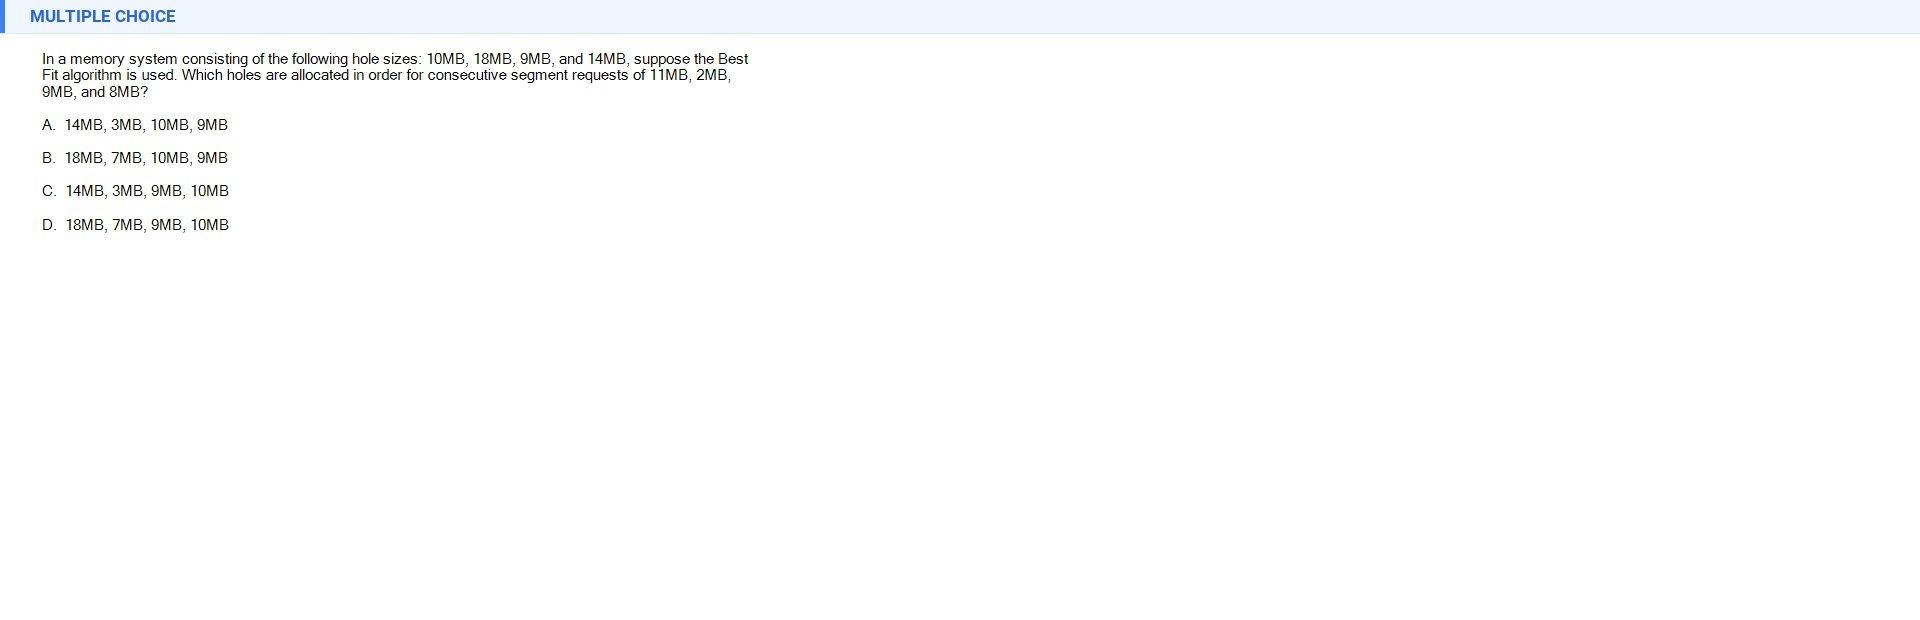 MULTIPLE CHOICE
In a memory system consisting of the following hole sizes: 10MB, 18MB, 9MB, and 14MB, suppose the Best
Fit algorithm is used. Which holes are allocated in order for consecutive segment requests of 11MB, 2MB,
9MB, and 8MB?
A. 14MB, 3MB, 10MB, 9MB
B. 18MB, 7MB, 10MB, 9MB
C. 14MB, 3MB, 9MB, 10MB
D. 18MB, 7MB, 9MB, 10MB